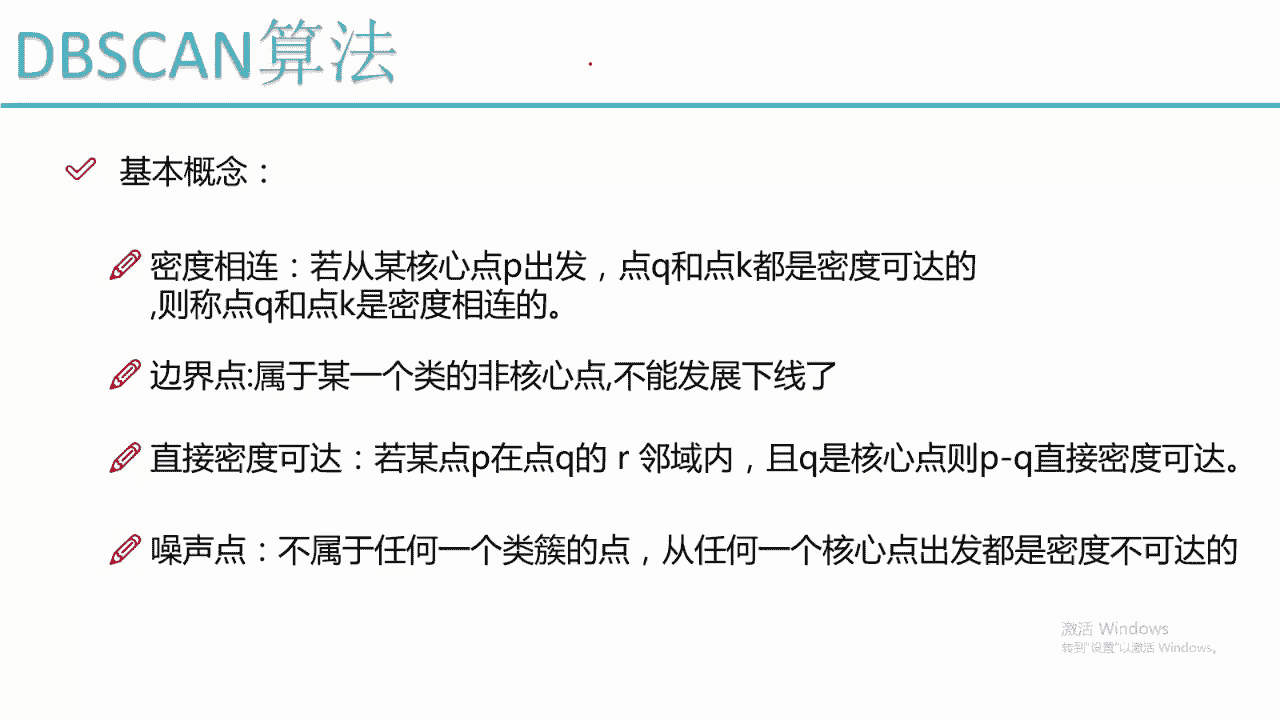 DBSCAN算法
基本概念：
密度相连：若从某核心点p出发，点q和点k都是密度可达的
,则称点q和点k是密度相连的。
边界点:属于某一个类的非核心点,不能发展下线了
直接密度可达：若某点p在点q的 r 邻域内，且q是核心点则p-q直接密度可达。
噪声点：不属于任何一个类簇的点，从任何一个核心点出发都是密度不可达的
激活 Windows
转到"设置"以激活 Windows。